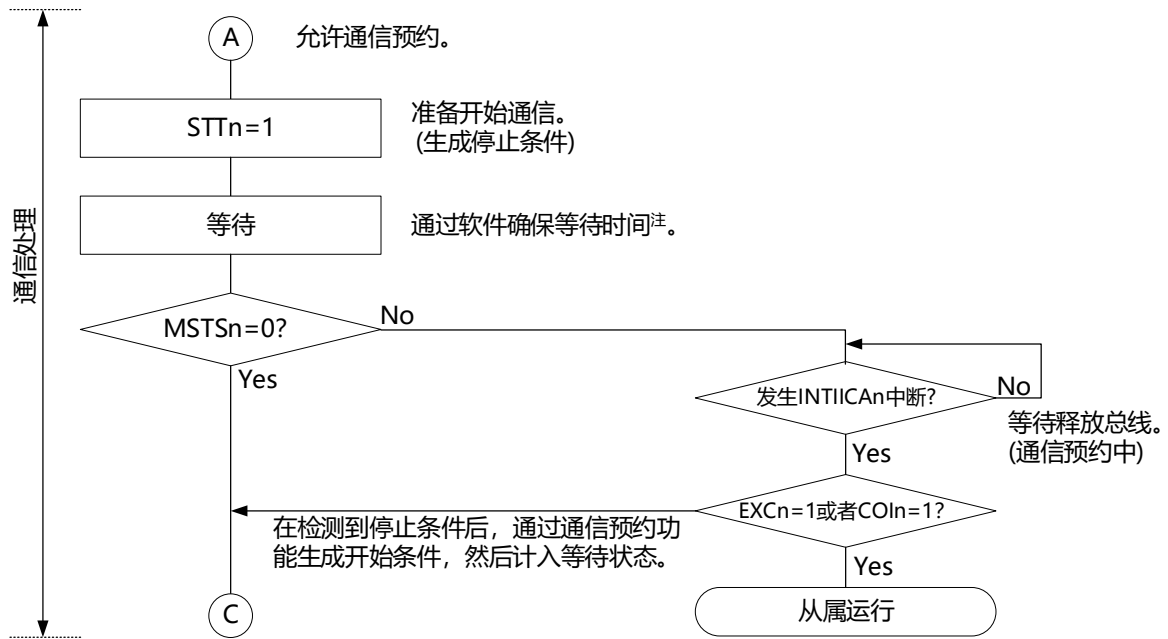 A
允许通信预约。
STTn=1
准备开始通信。
(生成停止条件)
等待
通过软件确保等待时间注。
通信处理
MSTSn=0?
No
Yes
发生INTIICAn中断?
No
等待释放总线。
(通信预约中)
Yes
EXCn=1或者COIn=1?
在检测到停止条件后，通过通信预约功
能生成开始条件，然后计入等待状态。
Yes
C
从属运行